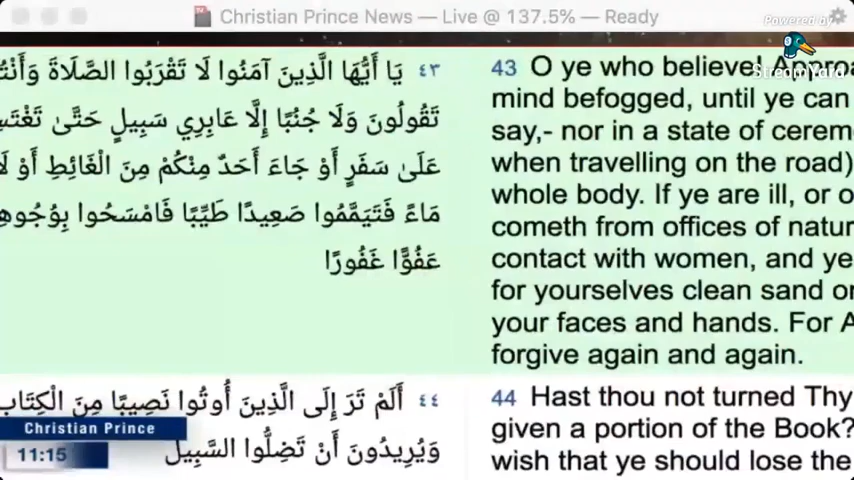 Christian Prince News — Live @ 137.5% — Ready
Powered by
StreamYard
٤٣ يَا أَيُّهَا الَّذِينَ آمَنُوا لَا تَقْرَبُوا الصَّلَاةَ
تَقُولُونَ وَلَا جُنُبًا إِلَّا عَابِرِي سَبِيلٍ حَتَّىٰ
عَلَىٰ سَفَرٍ أَوْ جَاءَ أَحَدٌ مِنْكُمْ مِنَ الْغَائِطِ أَوْ
مَاءً فَتَيَمَّمُوا صَعِيدًا طَيِّبًا فَامْسَحُوا
عَفُوًّا غَفُورًا
43 O ye who believe!
mind befogged, until ye can
say,- nor in a state of
when travelling on the road)
whole body. If ye are ill, or
cometh from offices of
contact with women, and ye
for yourselves clean sand
your faces and hands. For
forgive again and again.
٤٤ أَلَمْ تَرَ إِلَى الَّذِينَ أُوتُوا نَصِيبًا مِنَ الْكِتَابِ
وَيُرِيدُونَ أَنْ تَضِلُّوا السَّبِيلَ
44 Hast thou not turned Thy
given a portion of the Book?
wish that ye should lose the
Christian Prince
11:15